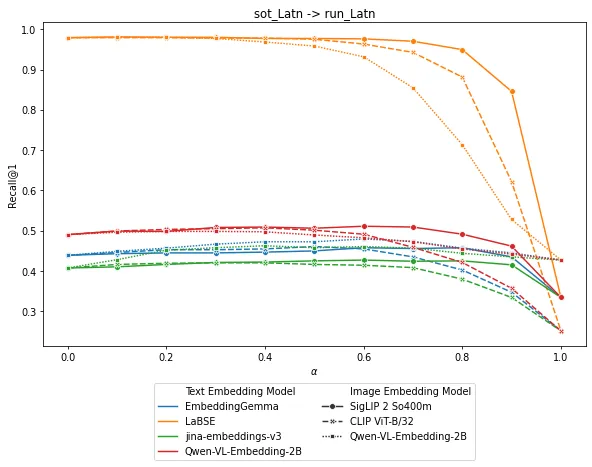 sot_Latn -> run_Latn
Recall@1
1.0
0.9
0.8
0.7
0.6
0.5
0.4
0.3
0.0 0.2 0.4 0.6 0.8 1.0
α
Text Embedding Model Image Embedding Model
EmbeddingGemma SigLIP 2 So400m
LaBSE CLIP ViT-B/32
jina-embeddings-v3 Qwen-VL-Embedding-2B
Qwen-VL-Embedding-2B